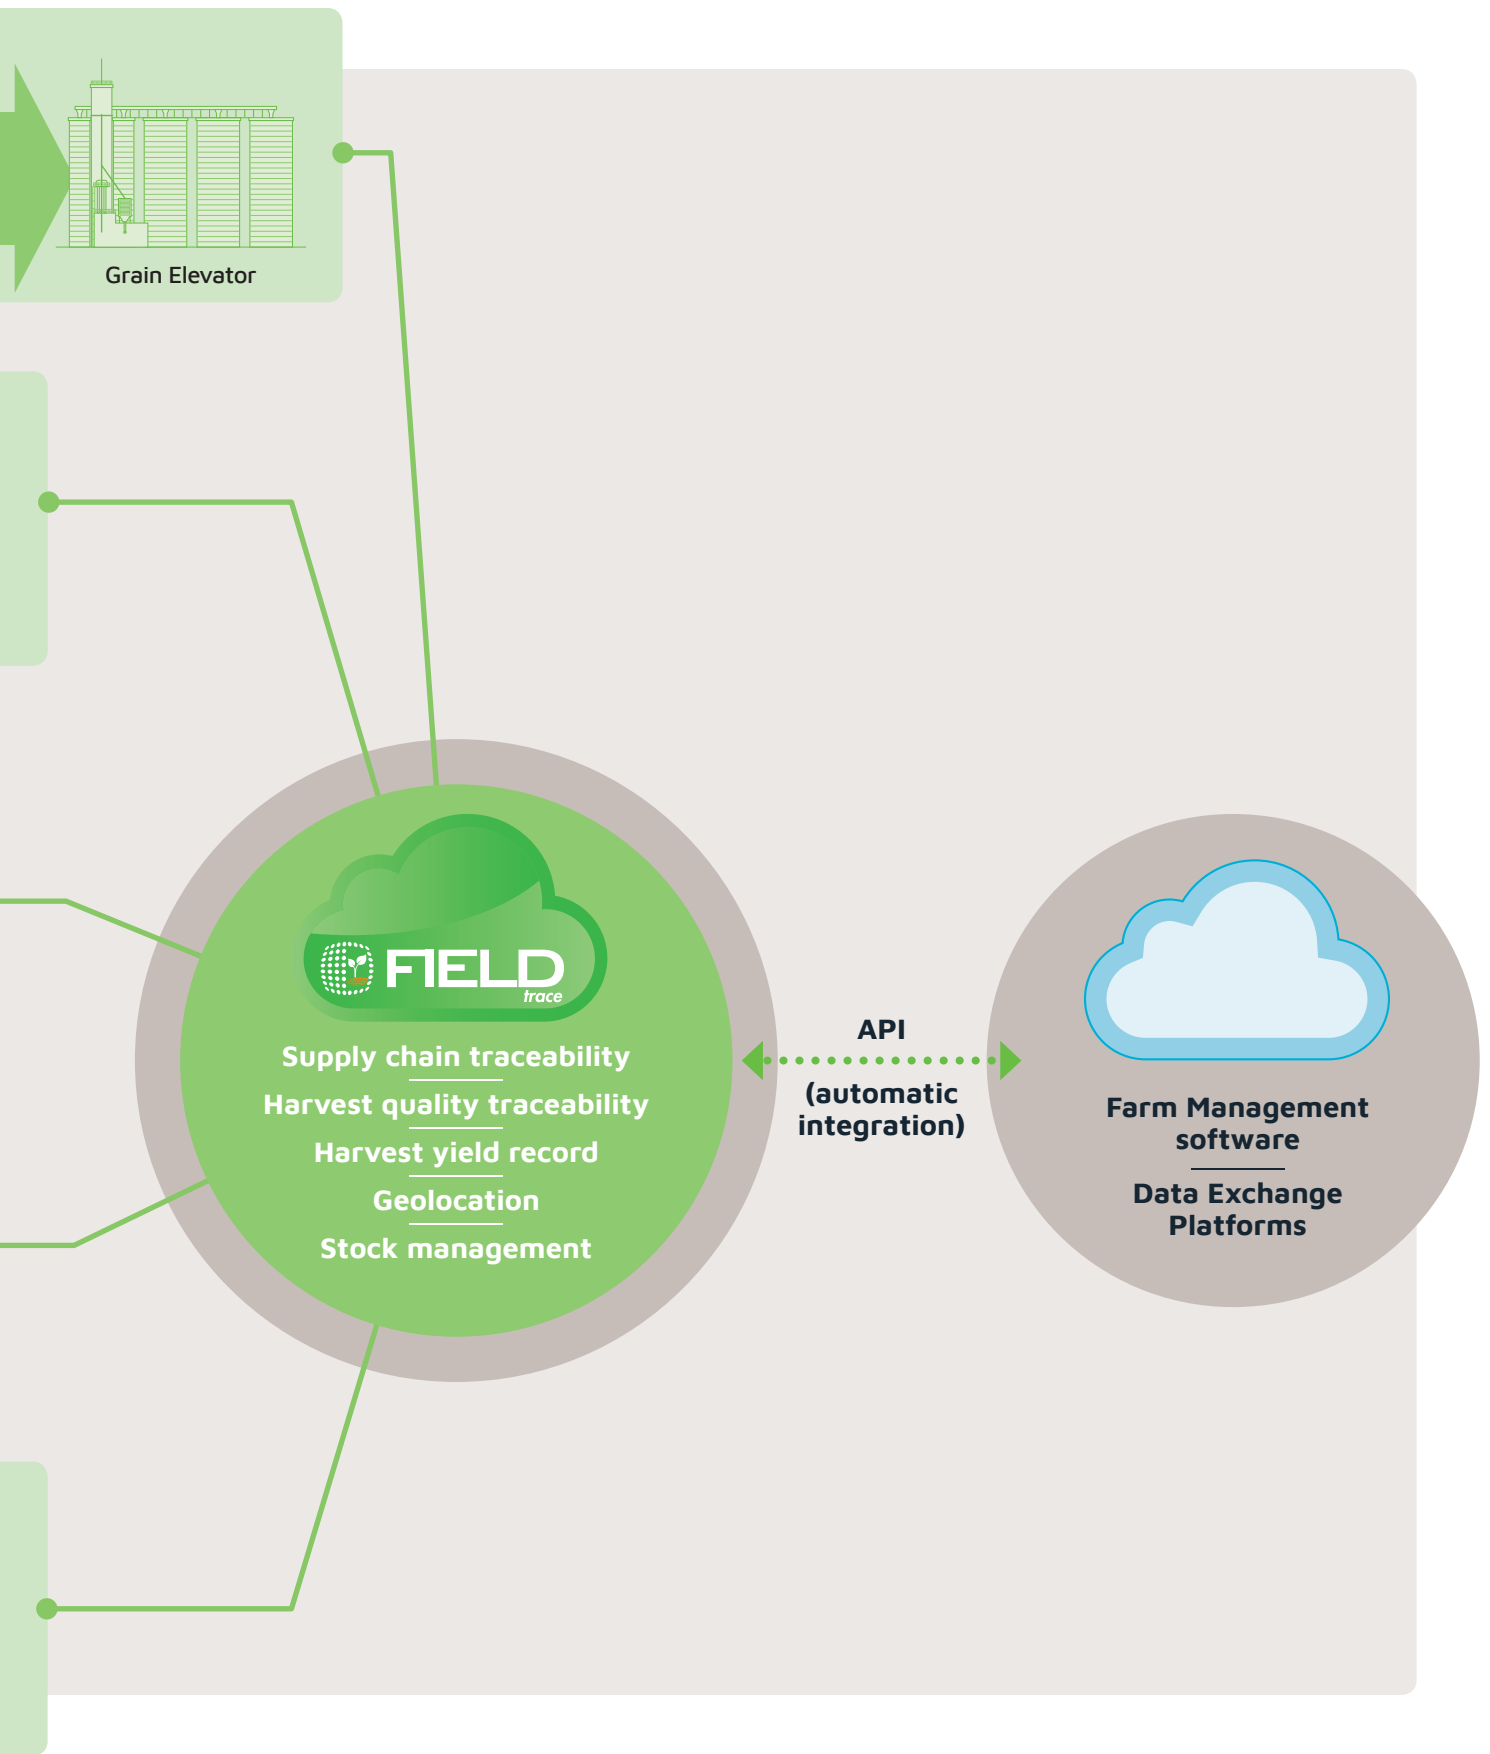 Grain Elevator
FIELD
trace
Supply chain traceability
Harvest quality traceability
Harvest yield record
Geolocation
Stock management
API
(automatic
integration)
Farm Management
software
Data Exchange
Platforms